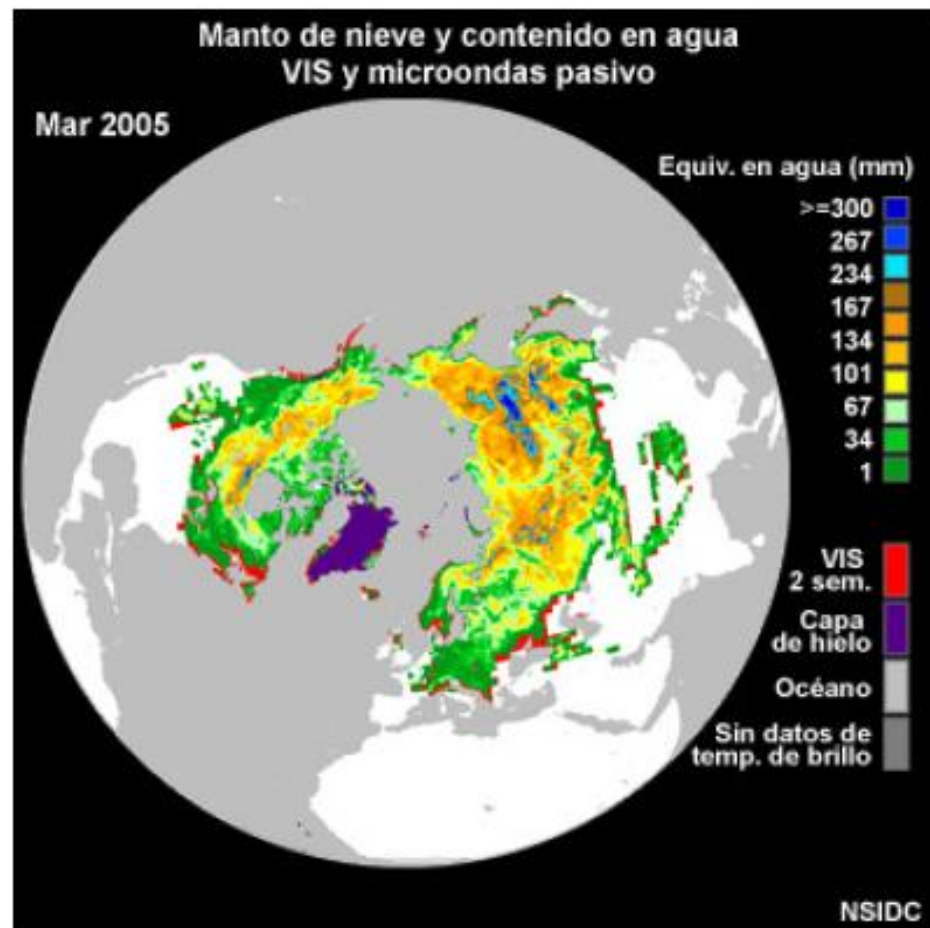 Manto de nieve y contenido en agua
VIS y microondas pasivo
Mar 2005
Equiv. en agua (mm)
>=300
267
234
167
134
101
67
34
1
VIS
2 sem.
Capa
de hielo
Océano
Sin datos de
temp. de brillo
NSIDC